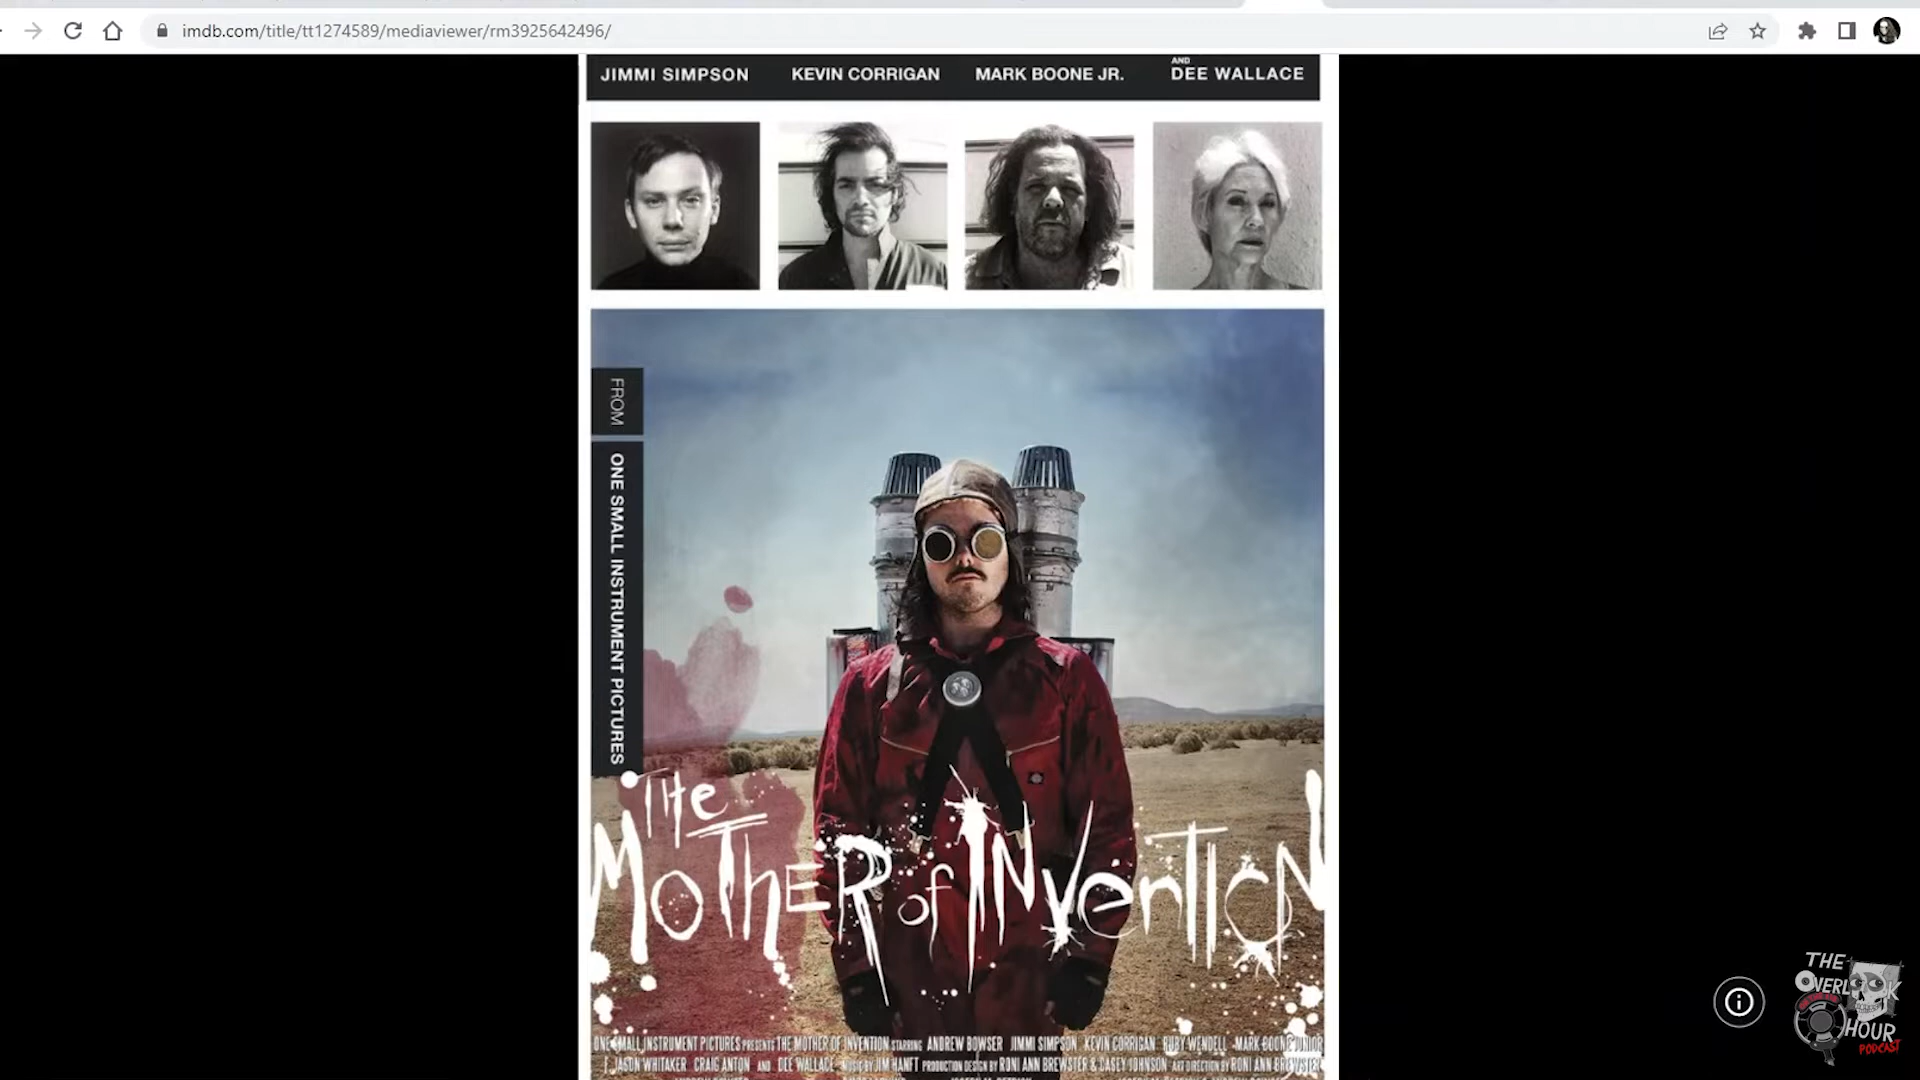 imdb.com/title/tt1274589/mediaviewer/rm3925642496/
JIMMI SIMPSON KEVIN CORRIGAN MARK BOONE JR. AND DEE WALLACE
FROM
ONE SMALL INSTRUMENT PICTURES
The
MOTHER of INVENTION
ONE SMALL INSTRUMENT PICTURES PRESENTS THE MOTHER OF INVENTION STARRING ANDREW BOWSER JIMMI SIMPSON KEVIN CORRIGAN RUBY WENDELL MARK BOONE JUNIOR
F. JASON WHITAKER CRAIG ANTON AND DEE WALLACE MUSIC BY JIM HANFT PRODUCTION DESIGN BY RONI ANN BREWSTER & CASEY JOHNSON ART DIRECTION BY RONI ANN BREWSTER
THE
OVERLOOK
HOUR
PODCAST